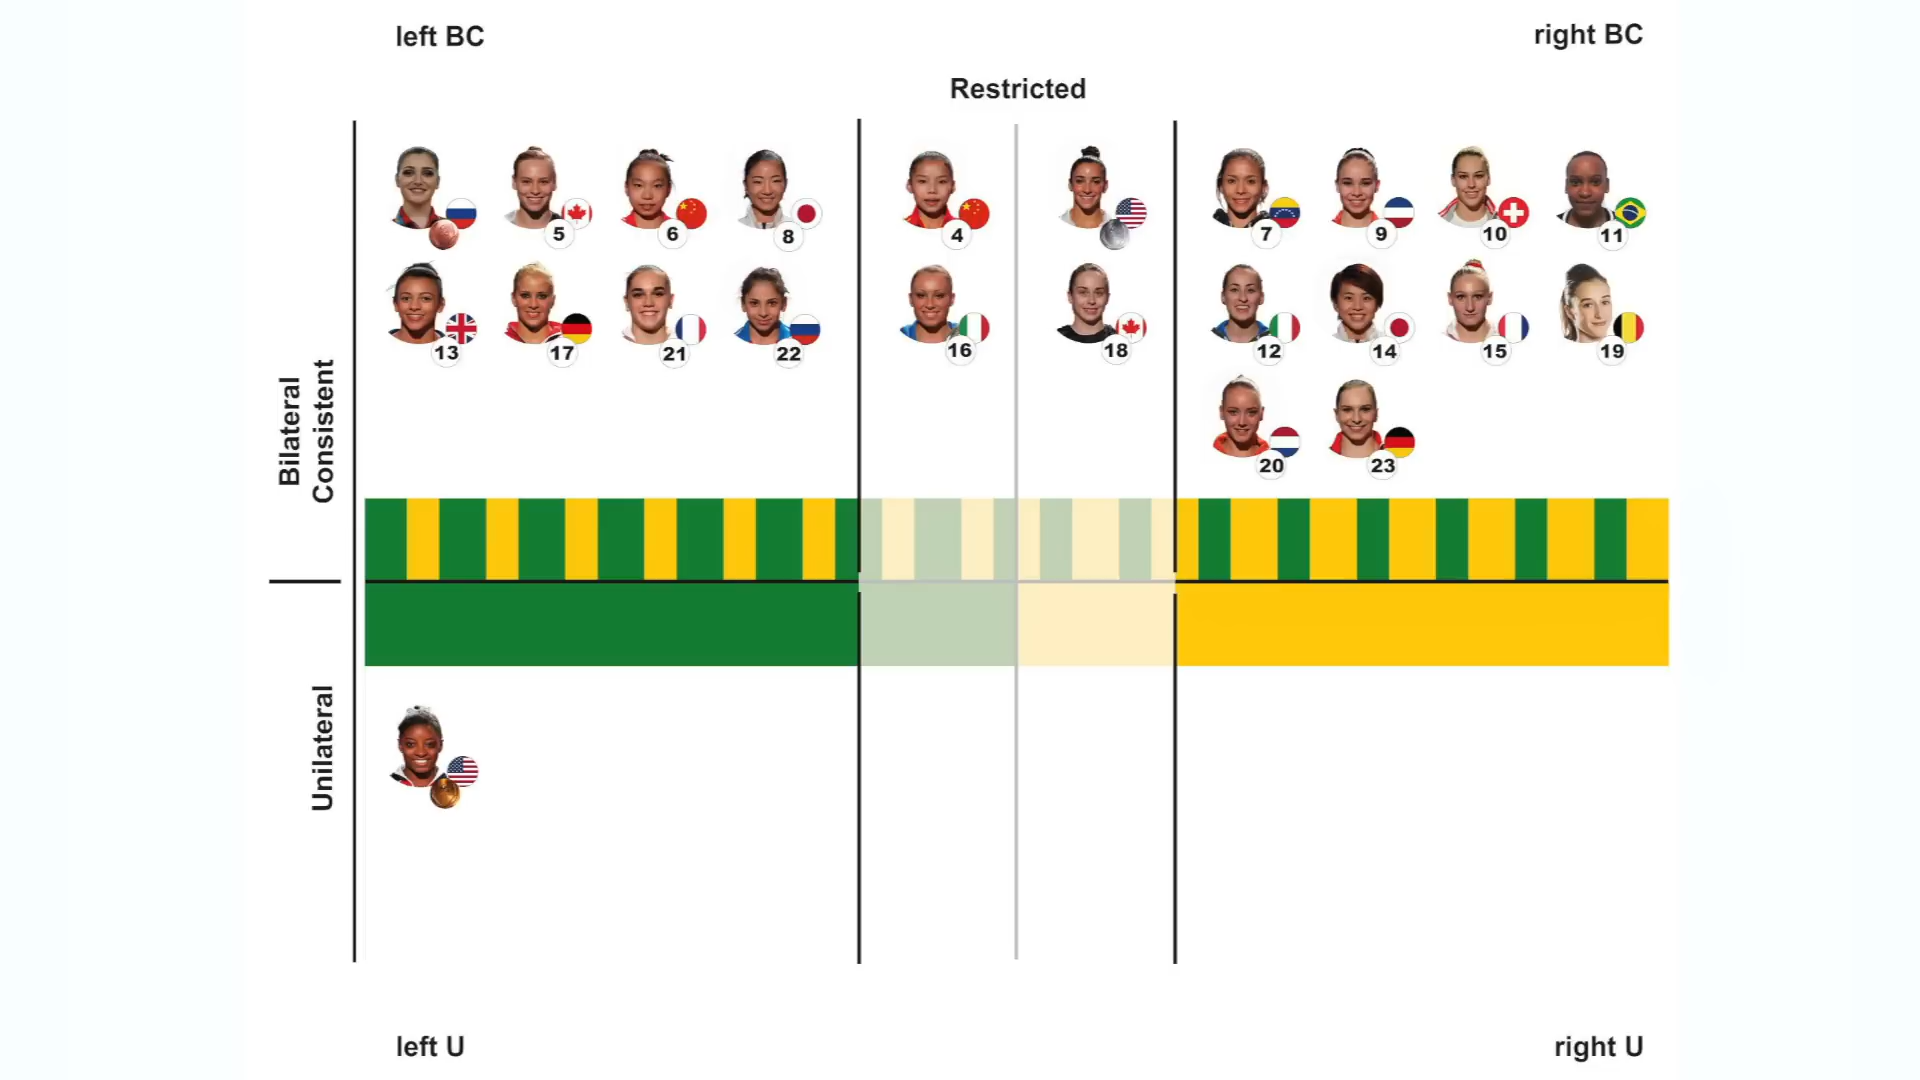 left BC
right BC
Restricted
5
6
8
4
7
9
10
11
13
17
21
22
16
18
12
14
15
19
20
23
Bilateral
Consistent
Unilateral
left U
right U